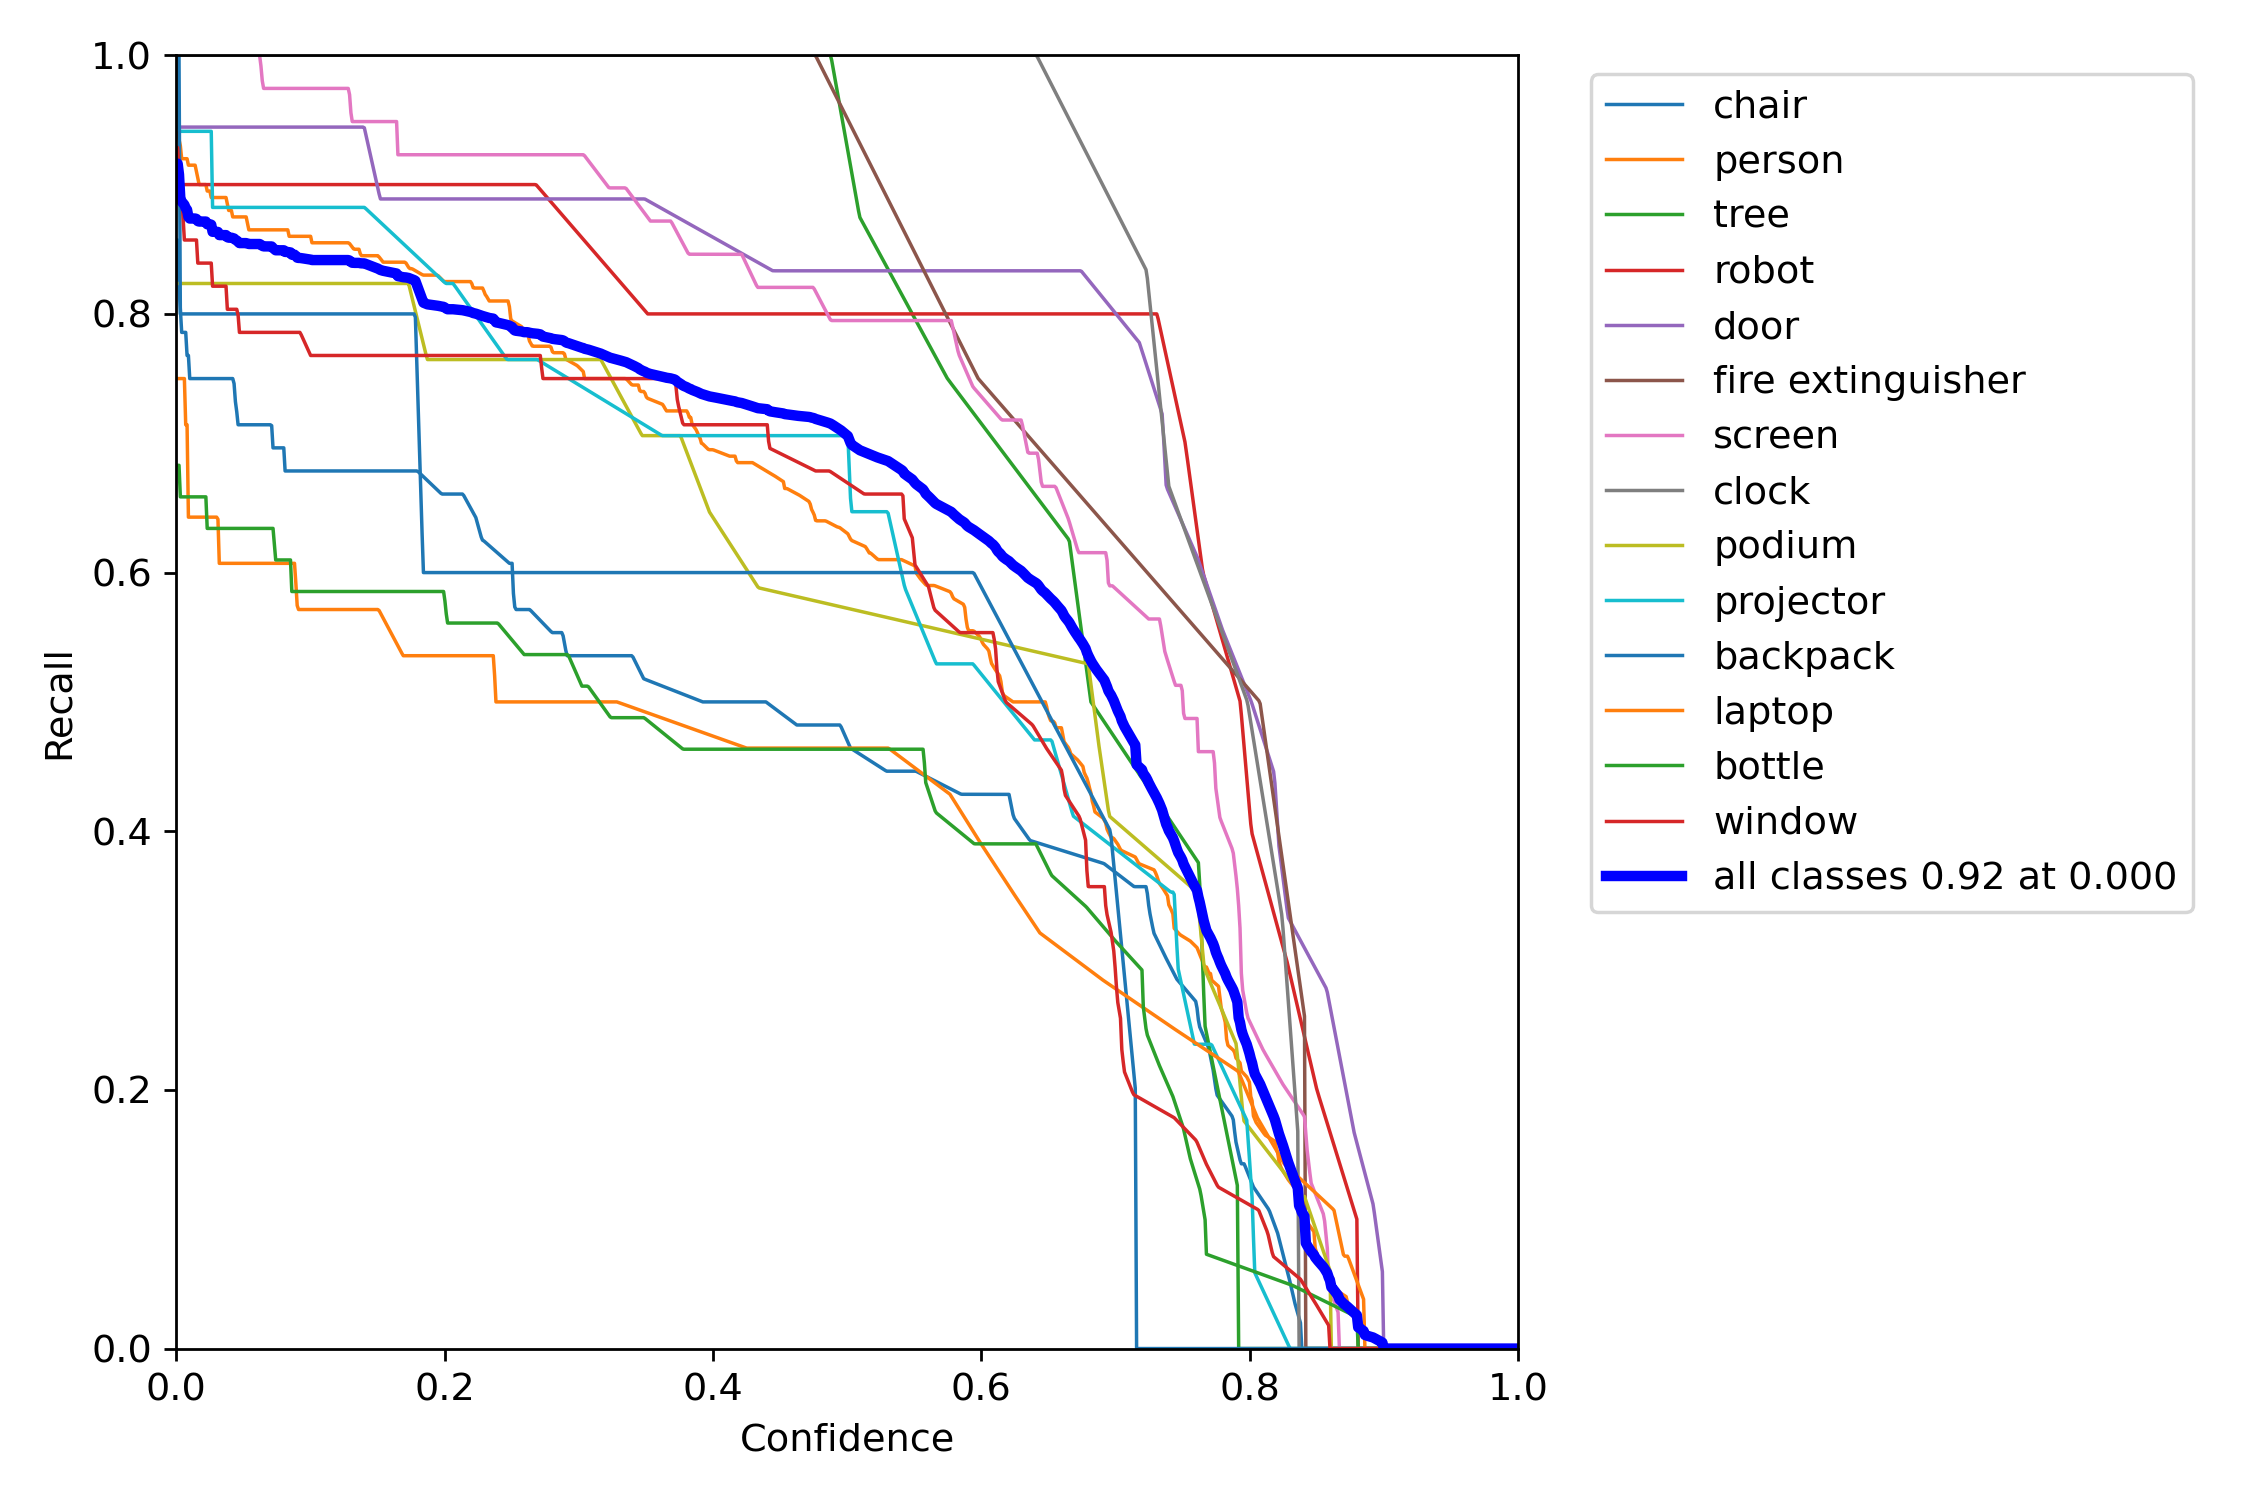 1.0
0.8
0.6
0.4
0.2
0.0
Recall
0.0 0.2 0.4 0.6 0.8 1.0
Confidence
chair
person
tree
robot
door
fire extinguisher
screen
clock
podium
projector
backpack
laptop
bottle
window
all classes 0.92 at 0.000